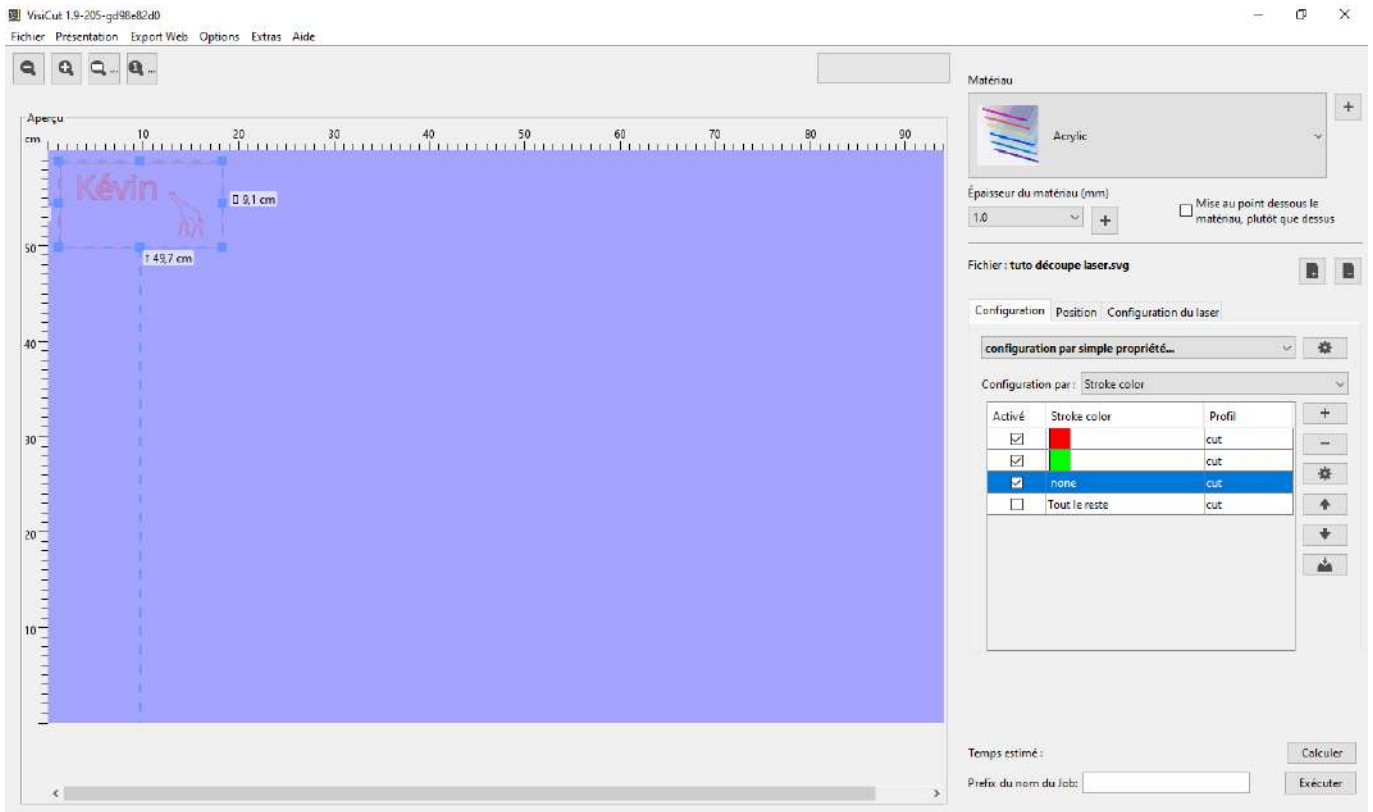 VisiCut 1.9-205-gd98e82d0
Fichier Présentation Export Web Options Extras Aide
... ...
Matériau
Acrylic
Épaisseur du matériau (mm)
1.0
Mise au point dessous le
matériau, plutôt que dessus
Fichier : tuto découpe laser.svg
Configuration Position Configuration du laser
configuration par simple propriété...
Configuration par : Stroke color
Activé Stroke color Profil
cut
cut
none cut
Tout le reste cut
Temps estimé :
Calculer
Prefix du nom du Job:
Exécuter
Aperçu
cm 10 20 30 40 50 60 70 80 90
Kévin
9,1 cm
50
↑ 49,7 cm
40
30
20
10